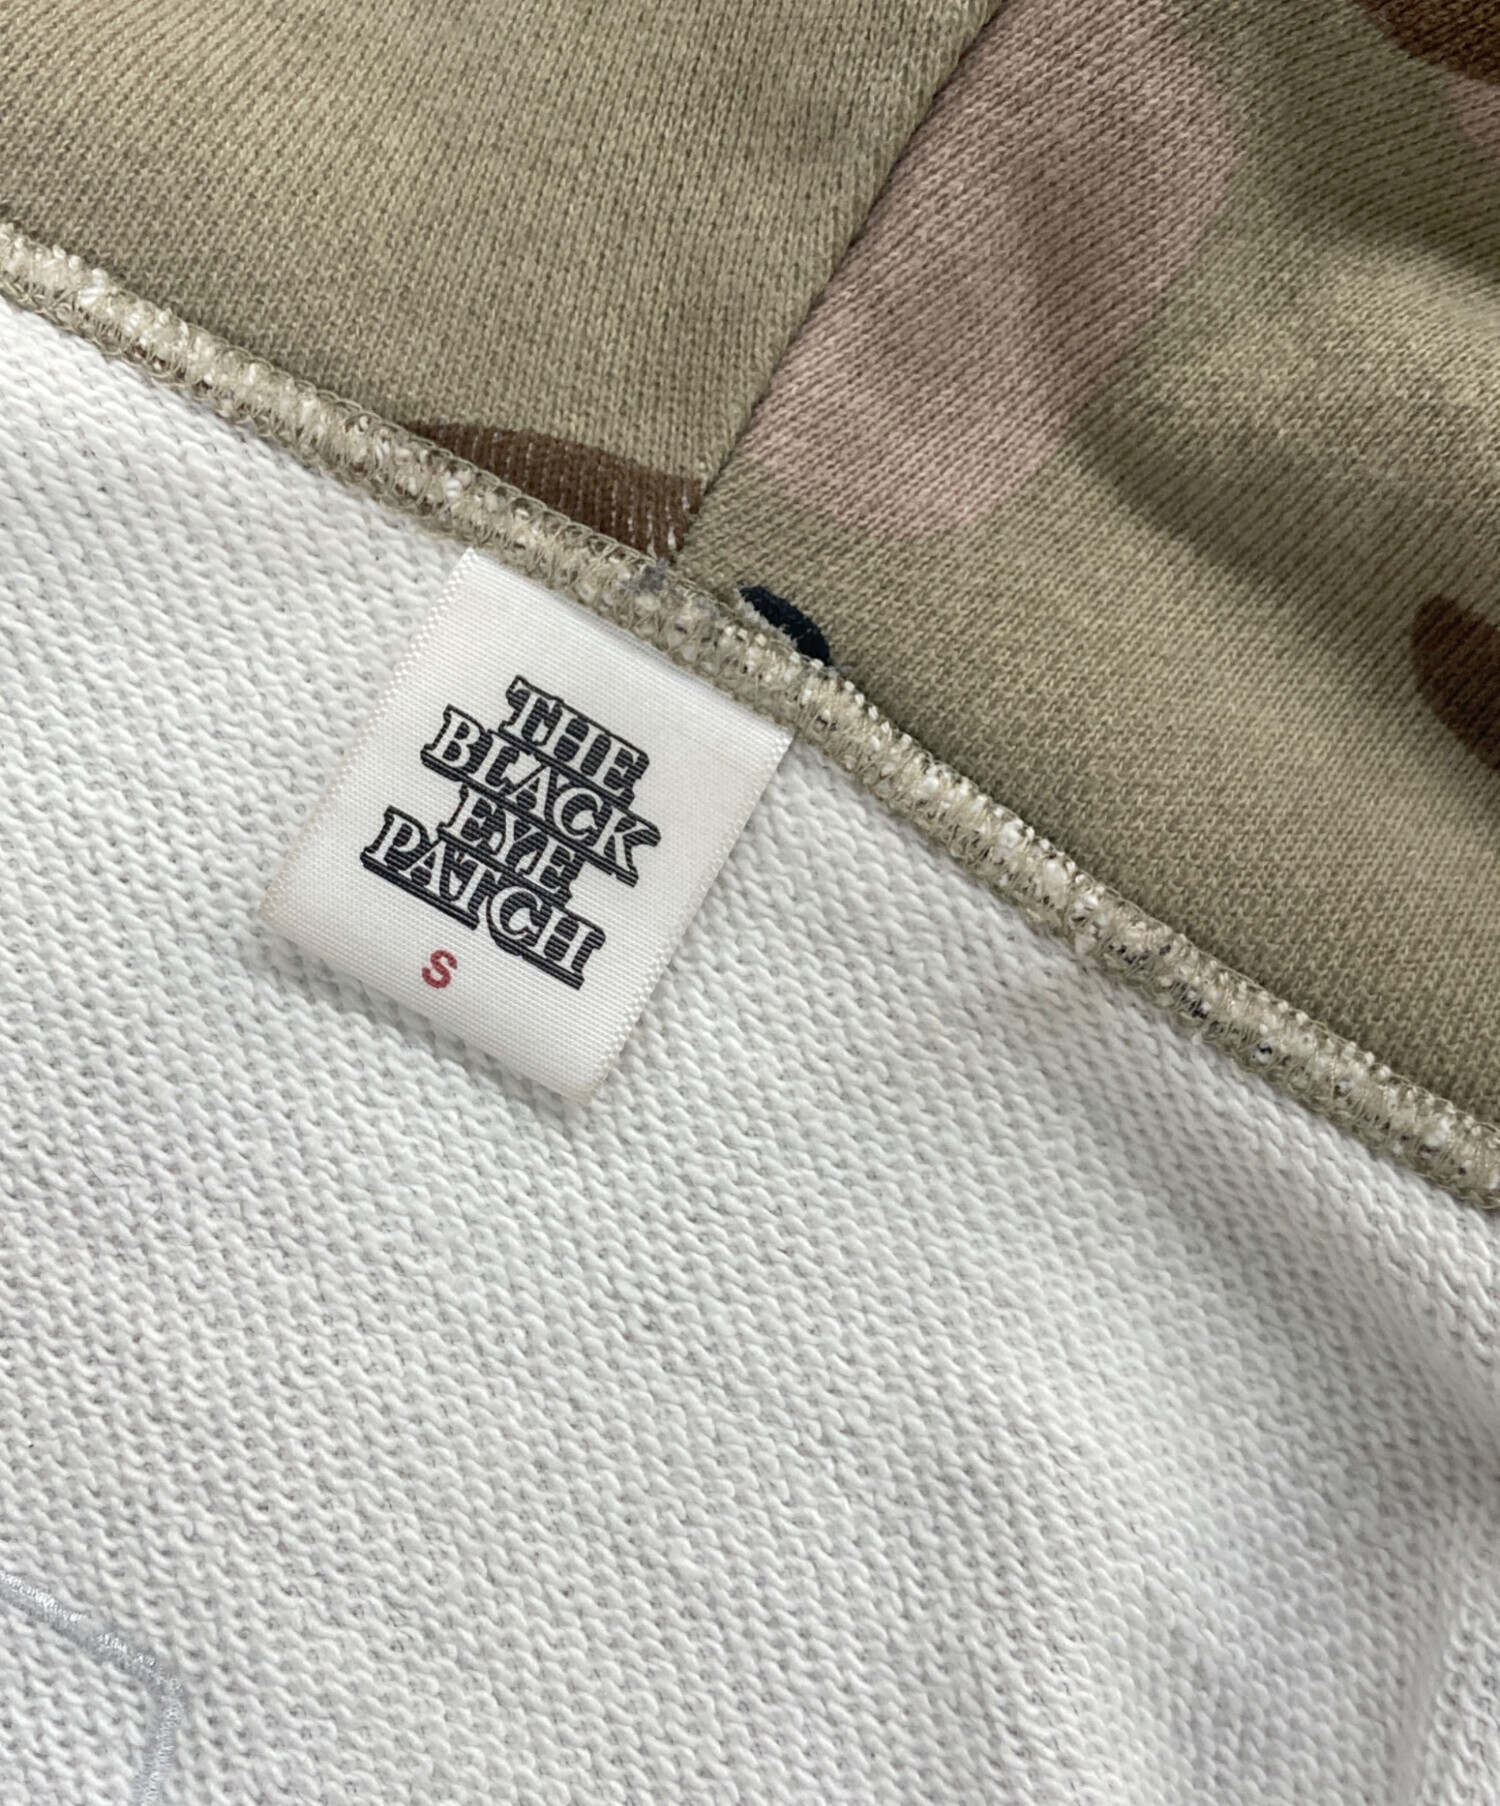 THE
BLACK
EYE
PATCH
S